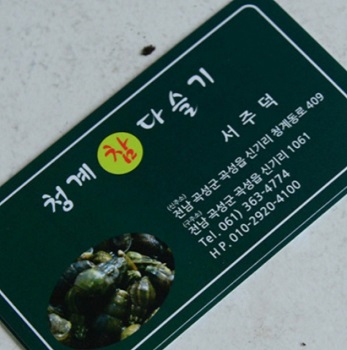 청계 참 다슬기
서주덕
(신주소)
전남 곡성군 곡성읍 신기리 청계동로 409
(구주소)
전남 곡성군 곡성읍 신기리 1061
Tel. 061) 363-4774
H P. 010-2920-4100